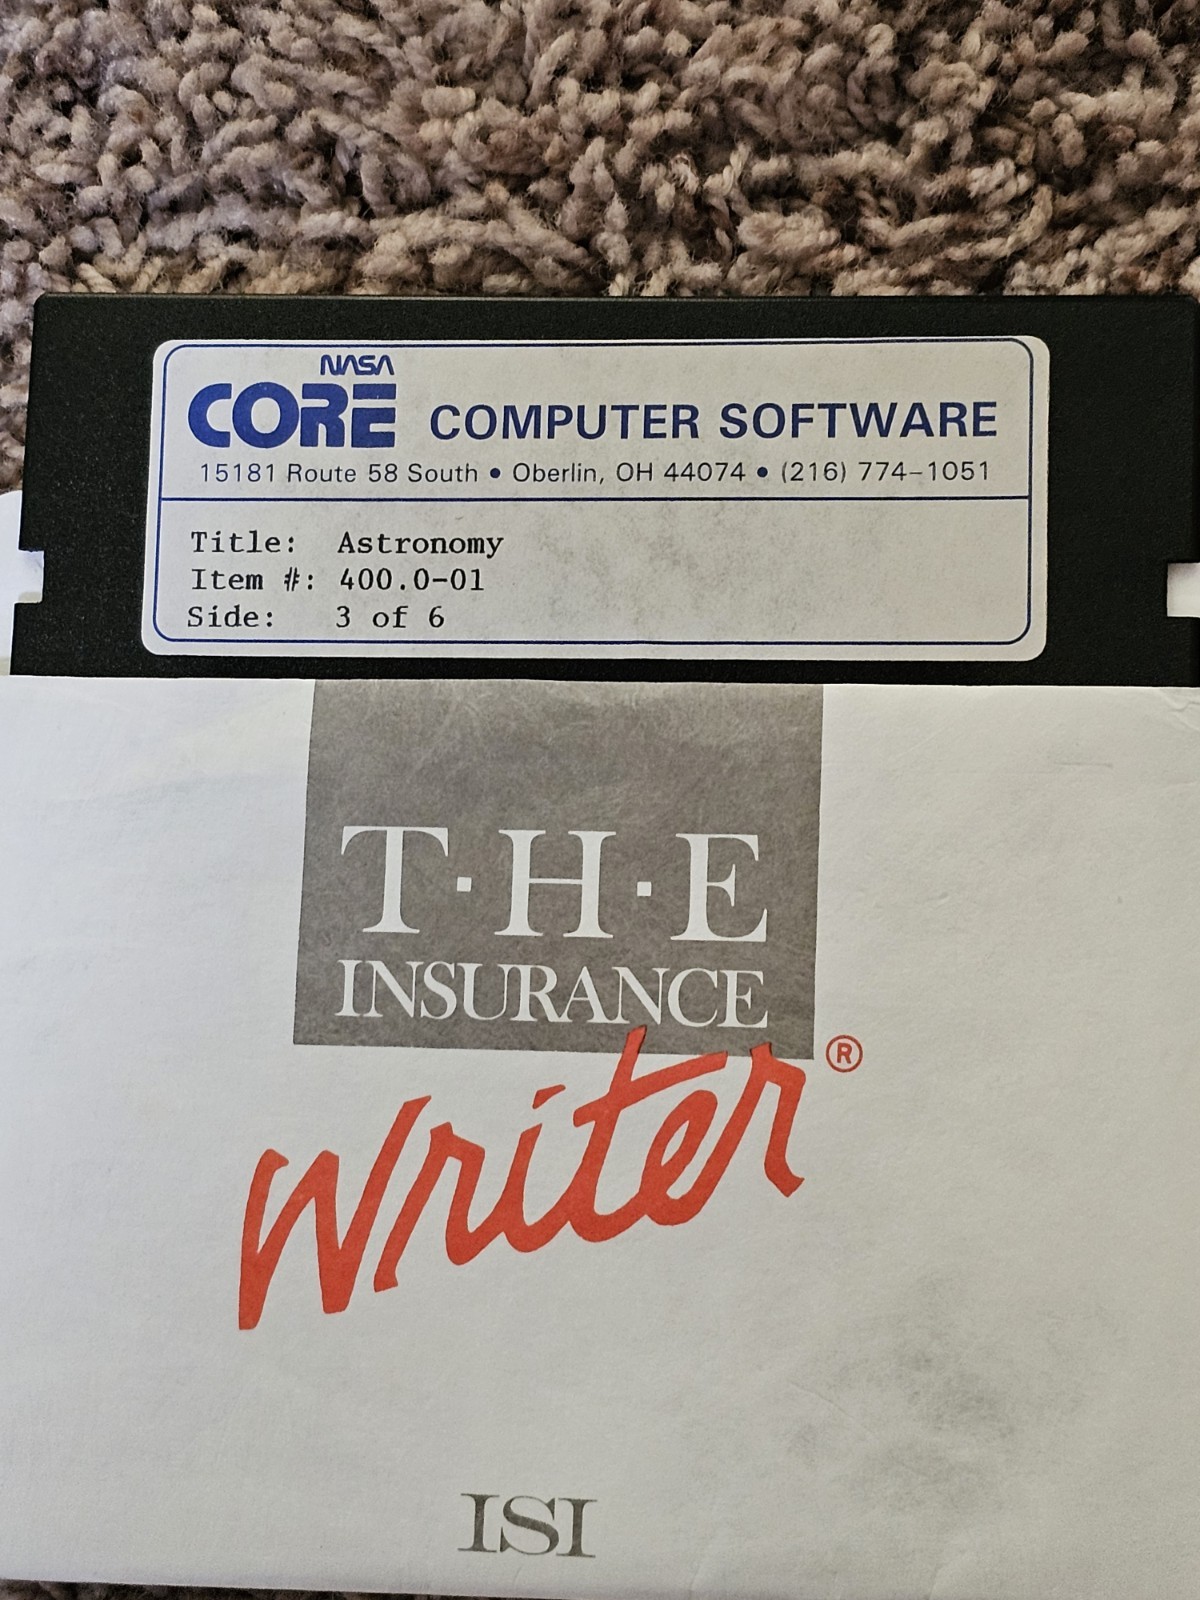 NASA
CORE COMPUTER SOFTWARE
15181 Route 58 South • Oberlin, OH 44074 • (216) 774-1051
Title: Astronomy
Item #: 400.0-01
Side: 3 of 6
T·H·E
INSURANCE
Writer®
ISI